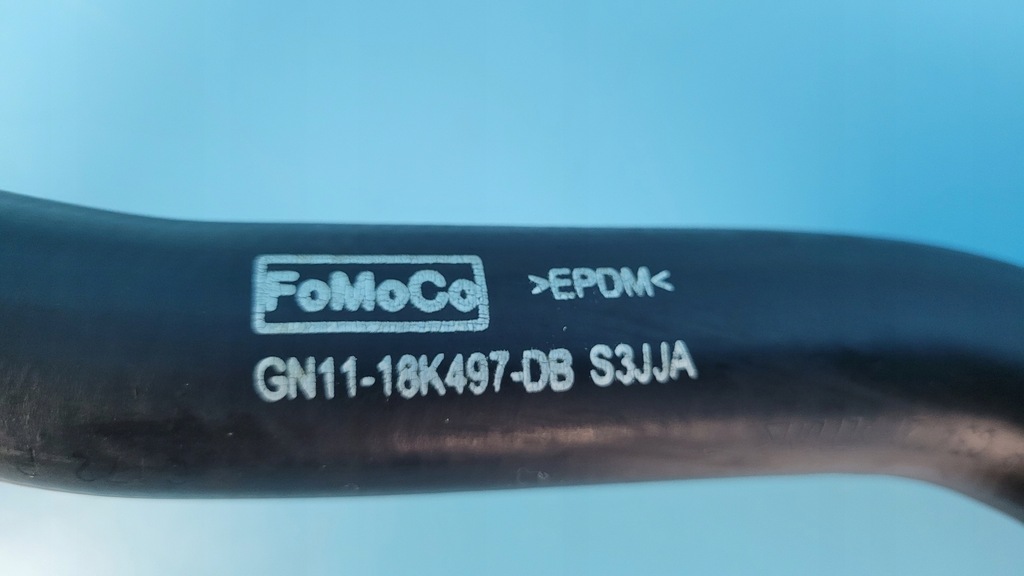 FoMoCo >EPDM<
GN11-18K497-DB S3JJA